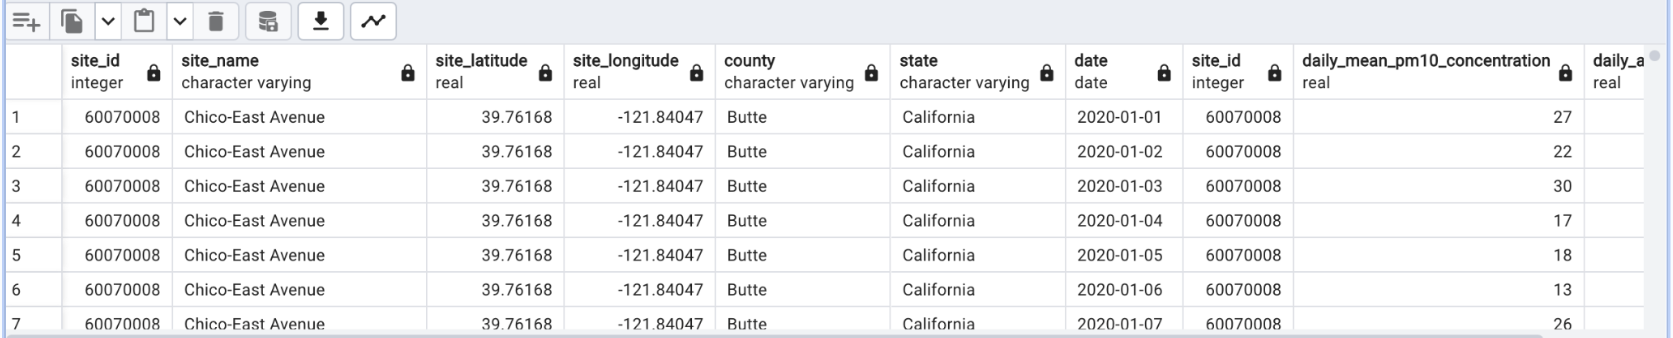 site_id site_name site_latitude site_longitude county state date site_id daily_mean_pm10_concentration daily_a
integer character varying real real character varying character varying date integer real real
1 60070008 Chico-East Avenue 39.76168 -121.84047 Butte California 2020-01-01 60070008 27
2 60070008 Chico-East Avenue 39.76168 -121.84047 Butte California 2020-01-02 60070008 22
3 60070008 Chico-East Avenue 39.76168 -121.84047 Butte California 2020-01-03 60070008 30
4 60070008 Chico-East Avenue 39.76168 -121.84047 Butte California 2020-01-04 60070008 17
5 60070008 Chico-East Avenue 39.76168 -121.84047 Butte California 2020-01-05 60070008 18
6 60070008 Chico-East Avenue 39.76168 -121.84047 Butte California 2020-01-06 60070008 13
7 60070008 Chico-East Avenue 39.76168 -121.84047 Butte California 2020-01-07 60070008 26